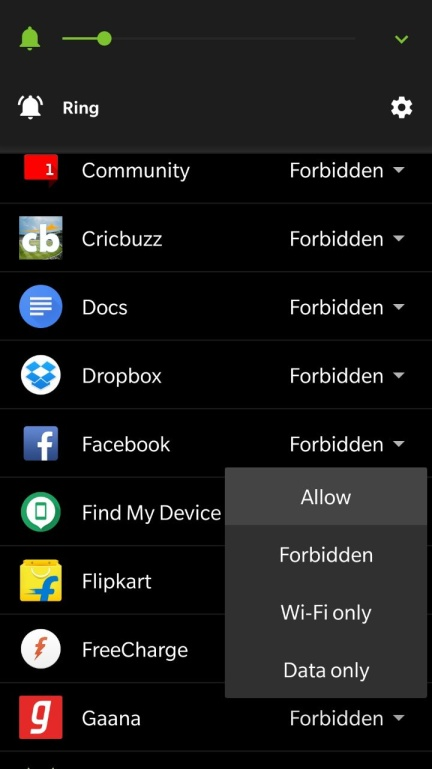 Ring
1
Community Forbidden
cb
Cricbuzz Forbidden
Docs Forbidden
Dropbox Forbidden
f
Facebook Forbidden
Allow
Find My Device
Forbidden
f
Flipkart
Wi-Fi only
FreeCharge
Data only
g
Gaana Forbidden